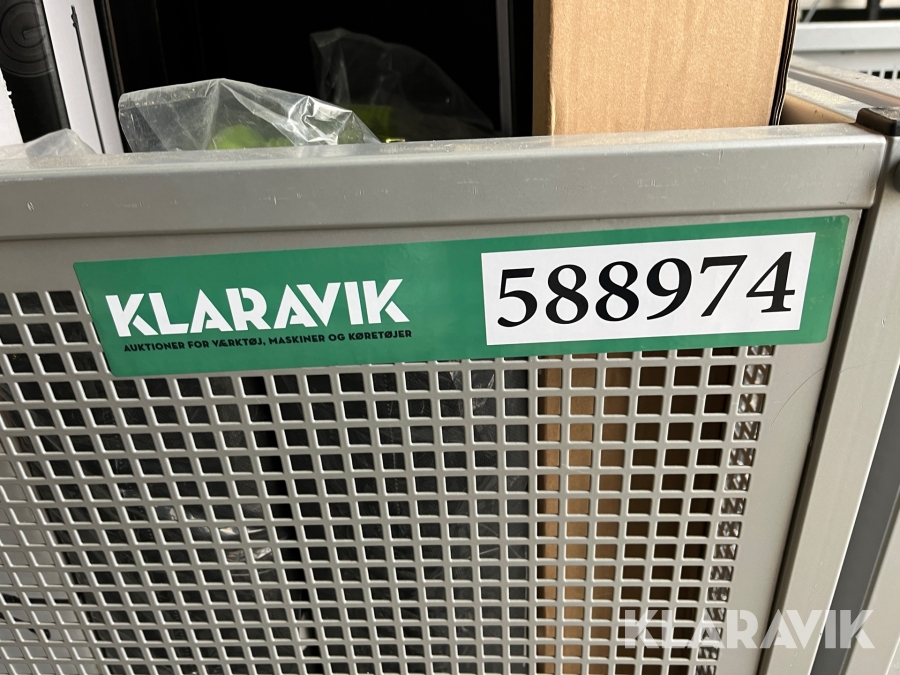 KLARAVIK
AUKTIONER FOR VÆRKTØJ, MASKINER OG KØRETØJER
588974
KLARAVIK